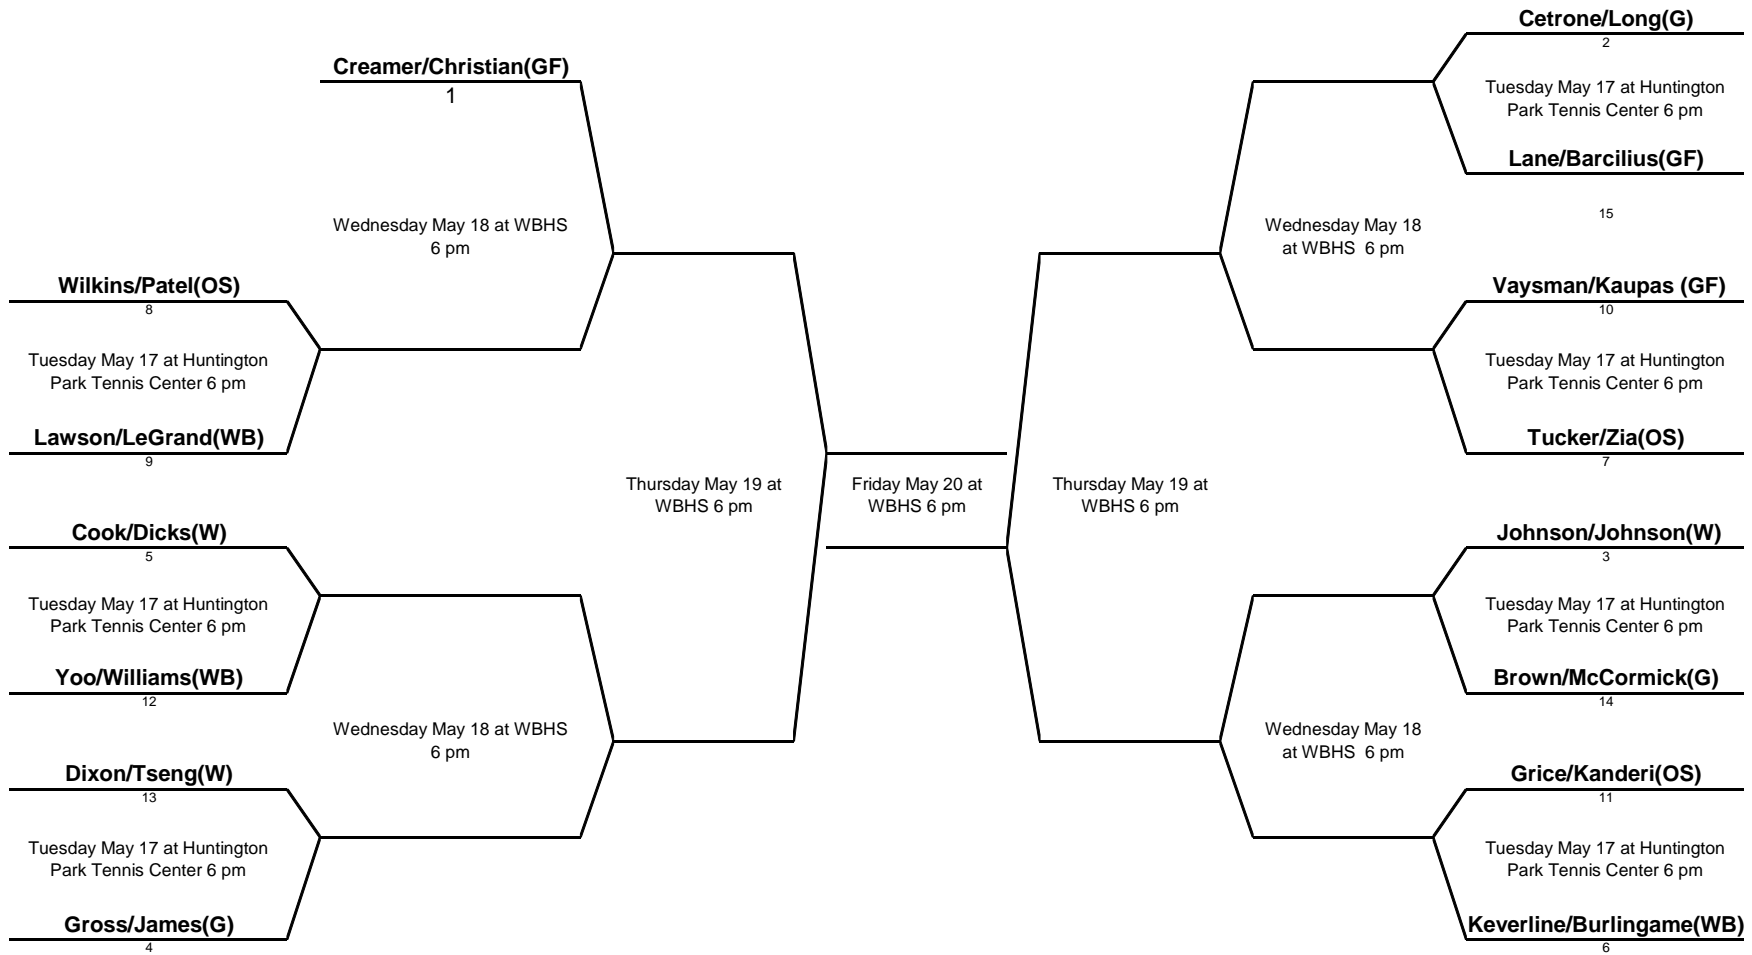 Creamer/Christian(GF)
1
Wednesday May 18 at WBHS
6 pm
Wilkins/Patel(OS)
8
Tuesday May 17 at Huntington
Park Tennis Center 6 pm
Lawson/LeGrand(WB)
9
Cook/Dicks(W)
5
Tuesday May 17 at Huntington
Park Tennis Center 6 pm
Yoo/Williams(WB)
12
Wednesday May 18 at WBHS
6 pm
Dixon/Tseng(W)
13
Tuesday May 17 at Huntington
Park Tennis Center 6 pm
Gross/James(G)
4
Thursday May 19 at
WBHS 6 pm
Friday May 20 at
WBHS 6 pm
Thursday May 19 at
WBHS 6 pm
Cetrone/Long(G)
2
Tuesday May 17 at Huntington
Park Tennis Center 6 pm
Lane/Barcilius(GF)
15
Wednesday May 18
at WBHS  6 pm
Vaysman/Kaupas (GF)
10
Tuesday May 17 at Huntington
Park Tennis Center 6 pm
Tucker/Zia(OS)
7
Johnson/Johnson(W)
3
Tuesday May 17 at Huntington
Park Tennis Center 6 pm
Brown/McCormick(G)
14
Wednesday May 18
at WBHS  6 pm
Grice/Kanderi(OS)
11
Tuesday May 17 at Huntington
Park Tennis Center 6 pm
Keverline/Burlingame(WB)
6